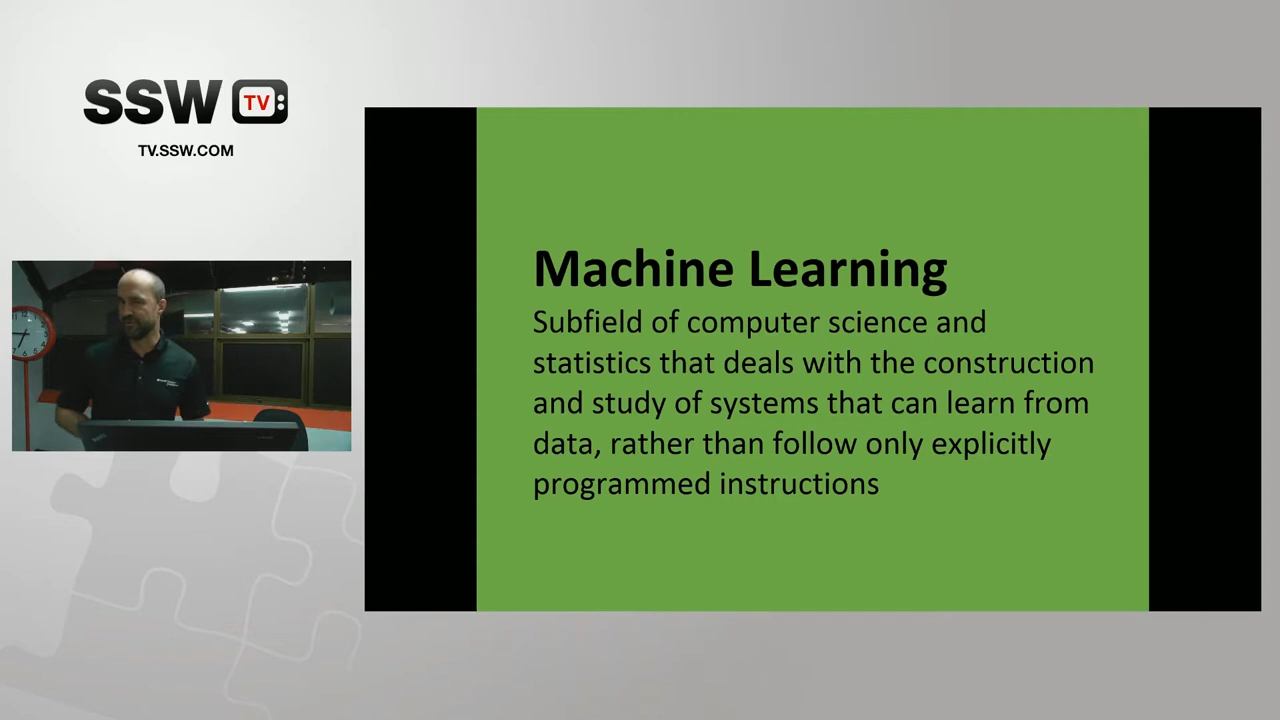 SSW TV
TV.SSW.COM
Machine Learning
Subfield of computer science and
statistics that deals with the construction
and study of systems that can learn from
data, rather than follow only explicitly
programmed instructions